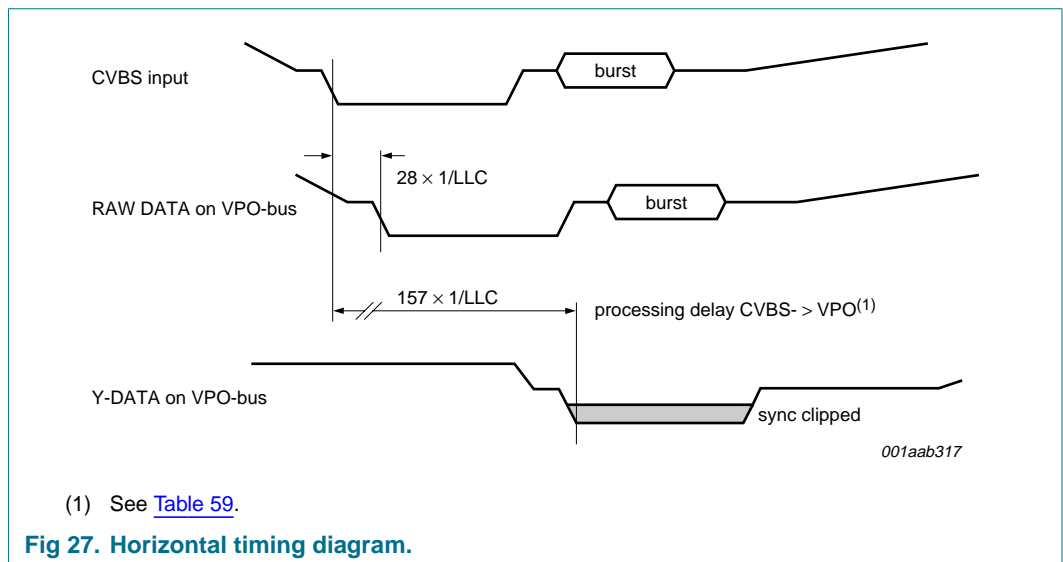 CVBS input
burst
28 × 1/LLC
RAW DATA on VPO-bus
burst
157 × 1/LLC
processing delay CVBS- > VPO(1)
Y-DATA on VPO-bus
sync clipped
001aab317
(1) See Table 59.
Fig 27. Horizontal timing diagram.